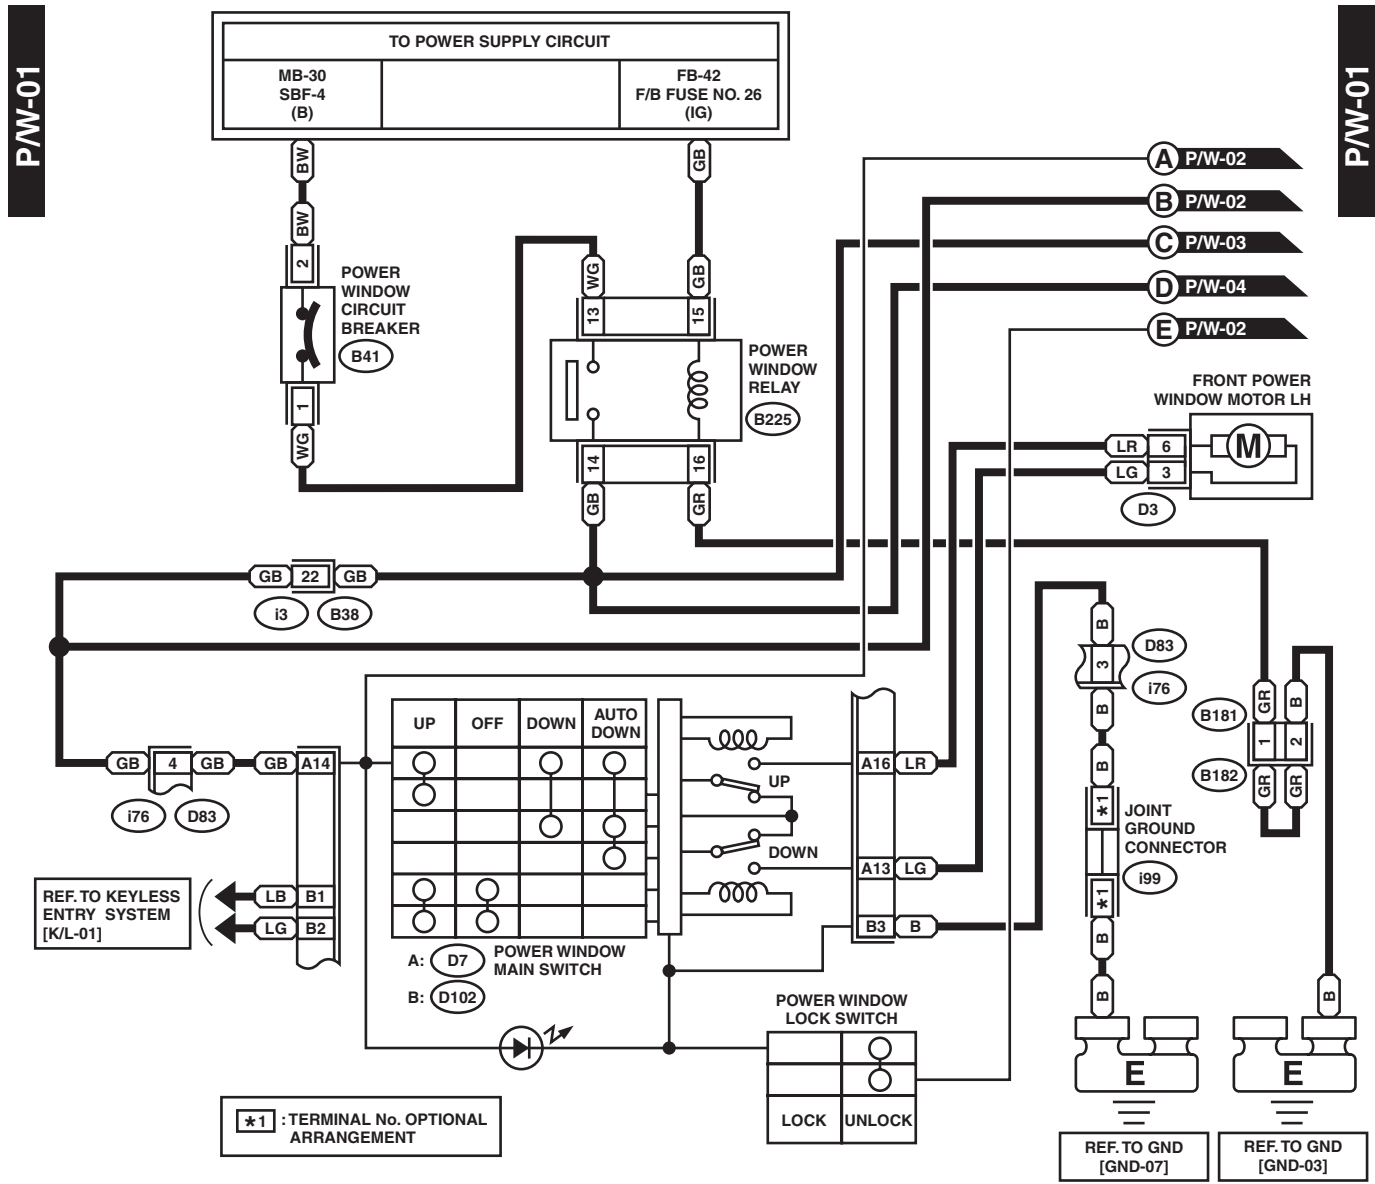 P/W-01
P/W-01
TO POWER SUPPLY CIRCUIT
MB-30
SBF-4
(B)
FB-42
F/B FUSE NO. 26
(IG)
BW
GB
A P/W-02
BW
B P/W-02
2
C P/W-03
POWER
WINDOW
CIRCUIT
BREAKER
B41
WG
GB
D P/W-04
13
15
E P/W-02
POWER
WINDOW
RELAY
B225
1
WG
14
16
GB
GR
FRONT POWER
WINDOW MOTOR LH
LR 6
M
LG 3
D3
GB 22 GB
i3
B38
B
3
D83
i76
B
GR
B
B181
1
2
B182
GR
GR
UP
OFF
DOWN
AUTO
DOWN
GB 4 GB
GB A14
i76
D83
UP
DOWN
A16 LR
A13 LG
B3 B
B
*1
JOINT
GROUND
CONNECTOR
i99
*1
B
B
B
REF. TO KEYLESS
ENTRY SYSTEM
[K/L-01]
LB B1
LG B2
A: D7
B: D102
POWER WINDOW
MAIN SWITCH
POWER WINDOW
LOCK SWITCH
LOCK
UNLOCK
E
E
*1 : TERMINAL No. OPTIONAL
ARRANGEMENT
REF. TO GND
[GND-07]
REF. TO GND
[GND-03]